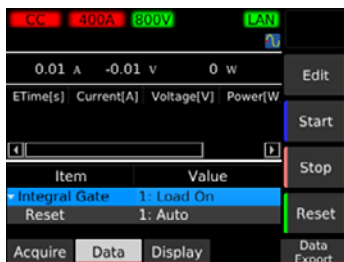 CC 400A 800V LAN
0.01 A -0.01 V 0 W
Edit
ETime[s] Current[A] Voltage[V] Power[W
Start
Stop
Item Value
Integral Gate 1: Load On
Reset 1: Auto
Reset
Acquire Data Display
Data
Export